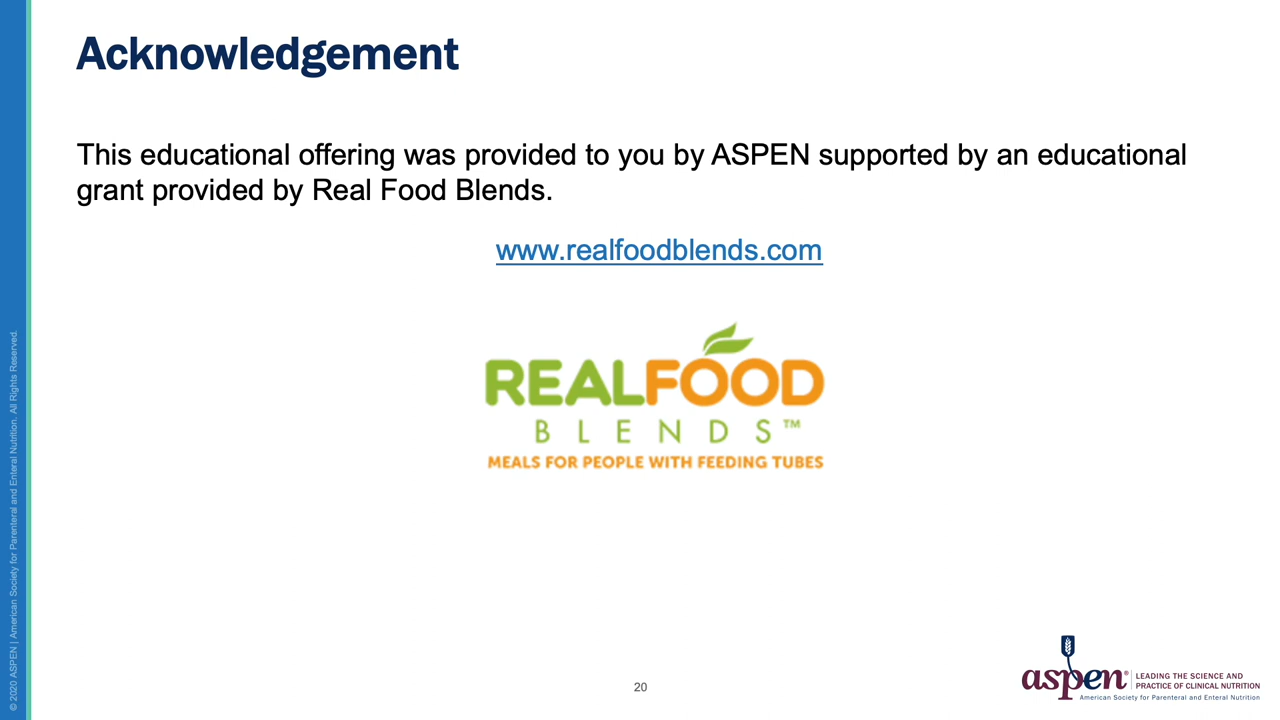 Acknowledgement
This educational offering was provided to you by ASPEN supported by an educational
grant provided by Real Food Blends.
www.realfoodblends.com
REALFOOD
BLENDS™
MEALS FOR PEOPLE WITH FEEDING TUBES
© 2020 ASPEN | American Society for Parenteral and Enteral Nutrition. All Rights Reserved.
20
aspen®
LEADING THE SCIENCE AND
PRACTICE OF CLINICAL NUTRITION
American Society for Parenteral and Enteral Nutrition